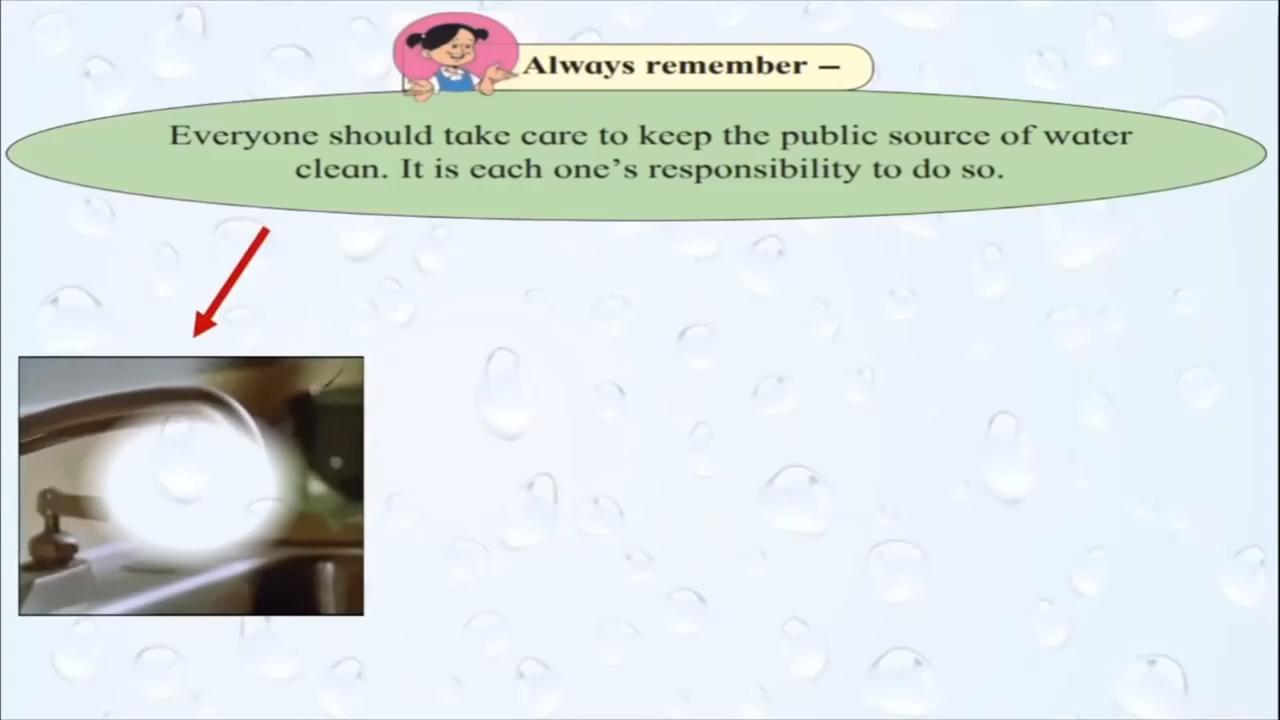 Always remember –
Everyone should take care to keep the public source of water
clean. It is each one's responsibility to do so.